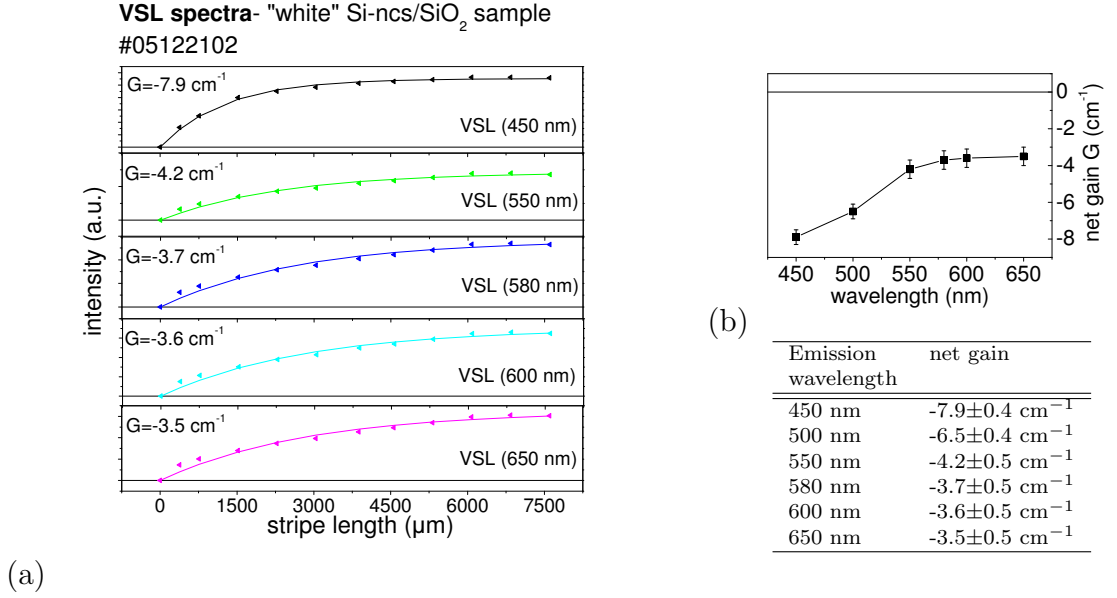 VSL spectra- "white" Si-ncs/SiO₂ sample
#05122102
G=-7.9 cm⁻¹
VSL (450 nm)
G=-4.2 cm⁻¹
VSL (550 nm)
G=-3.7 cm⁻¹
VSL (580 nm)
G=-3.6 cm⁻¹
VSL (600 nm)
G=-3.5 cm⁻¹
VSL (650 nm)
intensity (a.u.)
0 1500 3000 4500 6000 7500
stripe length (µm)
(a)
0
-2
-4
-6
-8
net gain G (cm⁻¹)
450 500 550 600 650
wavelength (nm)
(b)
Emission net gain
wavelength
450 nm -7.9±0.4 cm⁻¹
500 nm -6.5±0.4 cm⁻¹
550 nm -4.2±0.5 cm⁻¹
580 nm -3.7±0.5 cm⁻¹
600 nm -3.6±0.5 cm⁻¹
650 nm -3.5±0.5 cm⁻¹